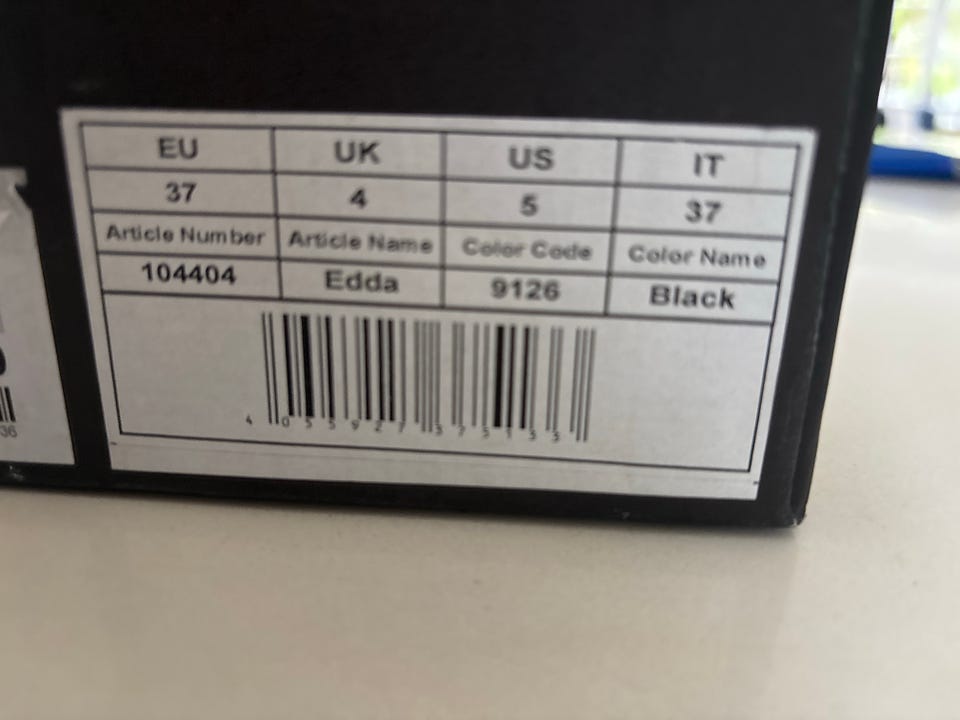 EU UK US IT
37 4 5 37
Article Number Article Name Color Code Color Name
104404 Edda 9126 Black
36